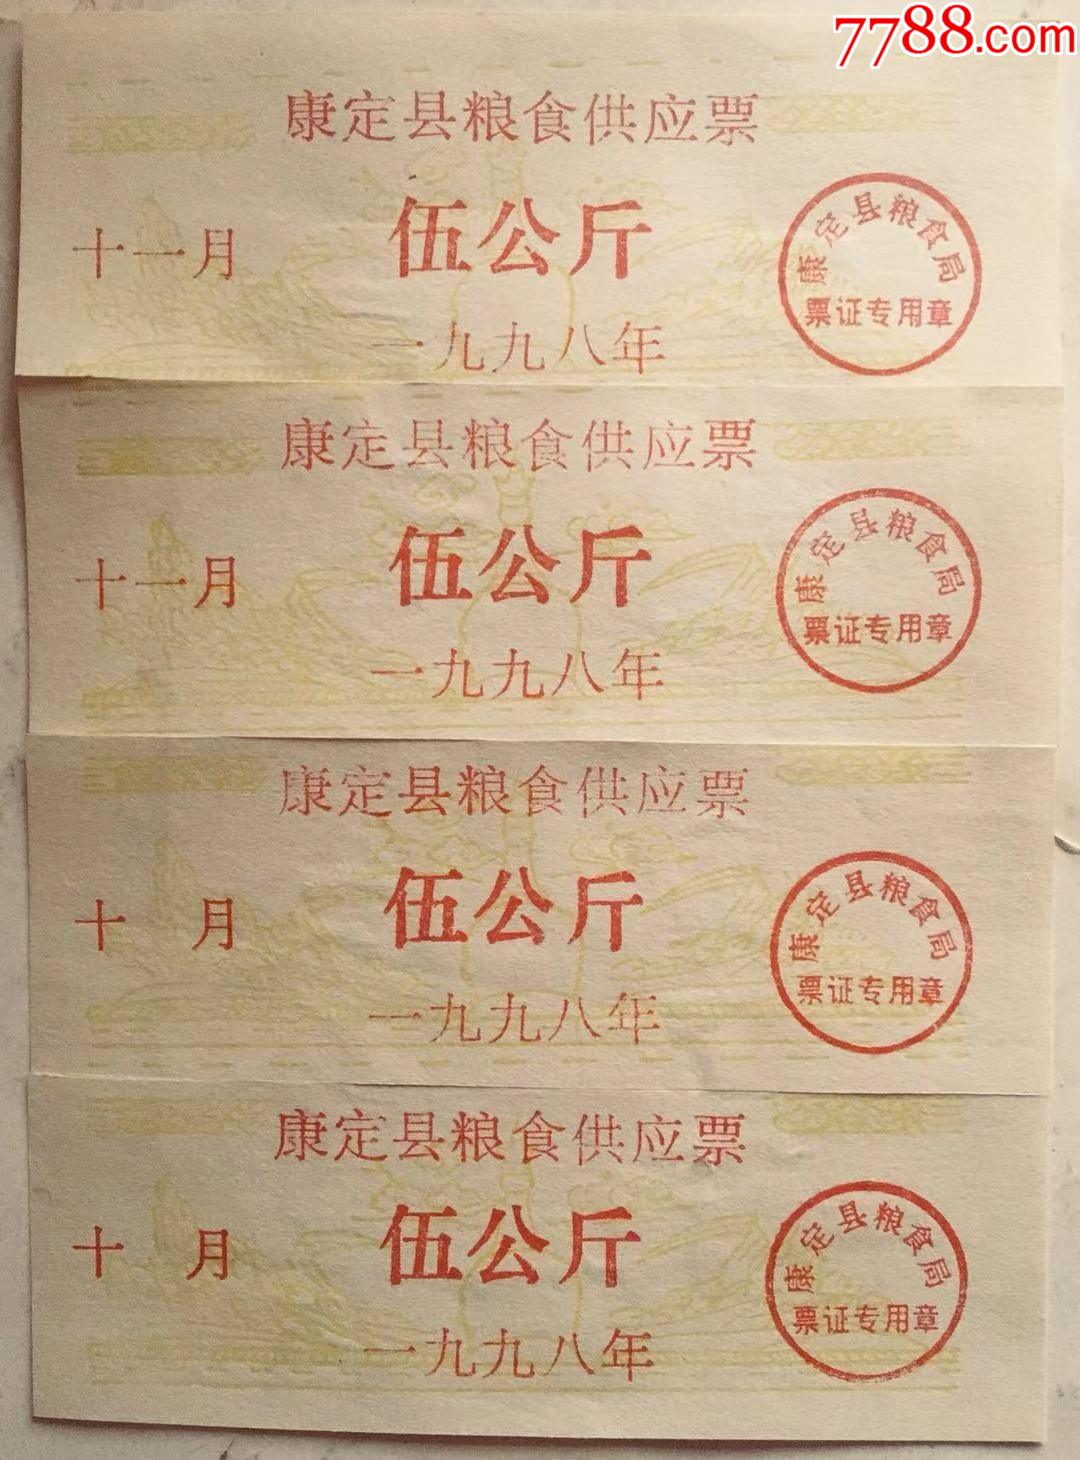 7788.com
康定县粮食供应票
十一月 伍公斤
一九九八年
康定县粮食局
票证专用章
康定县粮食供应票
十一月 伍公斤
一九九八年
康定县粮食局
票证专用章
康定县粮食供应票
十 月 伍公斤
一九九八年
康定县粮食局
票证专用章
康定县粮食供应票
十 月 伍公斤
一九九八年
康定县粮食局
票证专用章